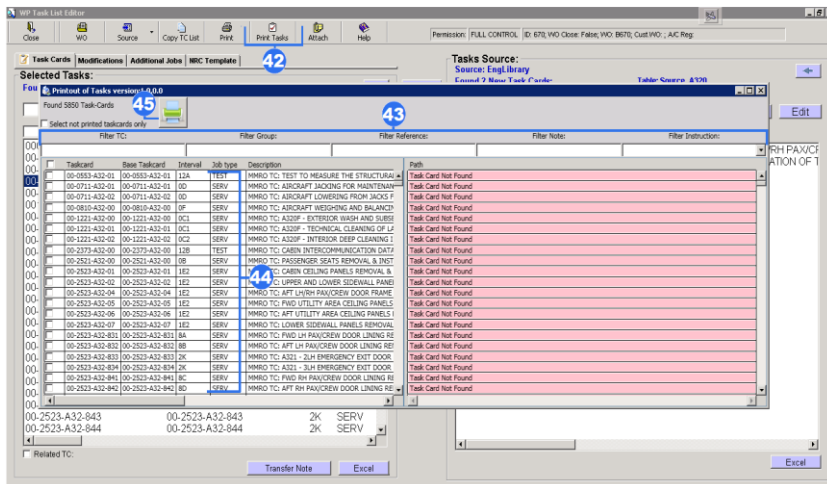 WP Task List Editor
Close WO Source Copy TC List Print Print Tasks Attach Help
Permission: FULL CONTROL ID: 670; WO Close: False; WO: B670; Cust.WO: ; A/C Reg:
42
Task Cards Modifications Additional Jobs NRC Template
Selected Tasks:
Fou
Tasks Source:
Source: EngLibrary
Found 2 New Task Cards: Table Source A320
Edit
Printout of Tasks version:1.0.0.0
Found 5850 Task-Cards
45
43
Select not printed taskcards only
Filter TC: Filter Group: Filter Reference: Filter Note: Filter Instruction:
RH PAX/CF
ATION OF T
Taskcard Base Taskcard Interval Job type Description Path
00-0553-A32-01 00-0553-A32-01 12A TEST MMRO TC: TEST TO MEASURE THE STRUCTURAL Task Card Not Found
00-0711-A32-01 00-0711-A32-01 0D SERV MMRO TC: AIRCRAFT JACKING FOR MAINTENAN Task Card Not Found
00-0711-A32-02 00-0711-A32-02 0D SERV MMRO TC: AIRCRAFT LOWERING FROM JACKS F Task Card Not Found
00-0810-A32-00 00-0810-A32-00 0F SERV MMRO TC: AIRCRAFT WEIGHING AND BALANCIN Task Card Not Found
00-1221-A32-00 00-1221-A32-00 0C1 SERV MMRO TC: A320F - EXTERIOR WASH AND SUBSE Task Card Not Found
00-1221-A32-01 00-1221-A32-01 0C1 SERV MMRO TC: A320F - TECHNICAL CLEANING OF LA Task Card Not Found
00-1221-A32-02 00-1221-A32-02 0C2 SERV MMRO TC: A320F - INTERIOR DEEP CLEANING I Task Card Not Found
00-2373-A32-00 00-2373-A32-00 12B TEST MMRO TC: CABIN INTERCOMMUNICATION DATA Task Card Not Found
00-2521-A32-00 00-2521-A32-00 0B SERV MMRO TC: PASSENGER SEATS REMOVAL & INST Task Card Not Found
00-2523-A32-01 00-2523-A32-01 1E2 SERV TC: CABIN CEILING PANELS REMOVAL & Task Card Not Found
44
00-2523-A32-02 00-2523-A32-02 1E2 SERV TC: UPPER AND LOWER SIDEWALL PANE Task Card Not Found
00-2523-A32-04 00-2523-A32-04 1E2 SERV MMRO TC: AFT LH/RH PAX/CREW DOOR FRAME Task Card Not Found
00-2523-A32-05 00-2523-A32-05 1E2 SERV MMRO TC: FWD UTILITY AREA CEILING PANELS Task Card Not Found
00-2523-A32-06 00-2523-A32-06 1E2 SERV MMRO TC: AFT UTILITY AREA CEILING PANELS Task Card Not Found
00-2523-A32-07 00-2523-A32-07 1E2 SERV MMRO TC: LOWER SIDEWALL PANELS REMOVAL Task Card Not Found
00-2523-A32-831 00-2523-A32-831 8A SERV MMRO TC: FWD LH PAX/CREW DOOR LINING RE Task Card Not Found
00-2523-A32-832 00-2523-A32-832 8B SERV MMRO TC: AFT LH PAX/CREW DOOR LINING RE Task Card Not Found
00-2523-A32-833 00-2523-A32-833 2K SERV MMRO TC: A321 - 2LH EMERGENCY EXIT DOOR Task Card Not Found
00-2523-A32-834 00-2523-A32-834 2K SERV MMRO TC: A321 - 3LH EMERGENCY EXIT DOOR Task Card Not Found
00-2523-A32-841 00-2523-A32-841 8C SERV MMRO TC: FWD RH PAX/CREW DOOR LINING RE Task Card Not Found
00-2523-A32-842 00-2523-A32-842 8D SERV MMRO TC: AFT RH PAX/CREW DOOR LINING RE Task Card Not Found
00-2523-A32-843 00-2523-A32-843 2K SERV
00-2523-A32-844 00-2523-A32-844 2K SERV
Related TC:
Transfer Note Excel
Excel